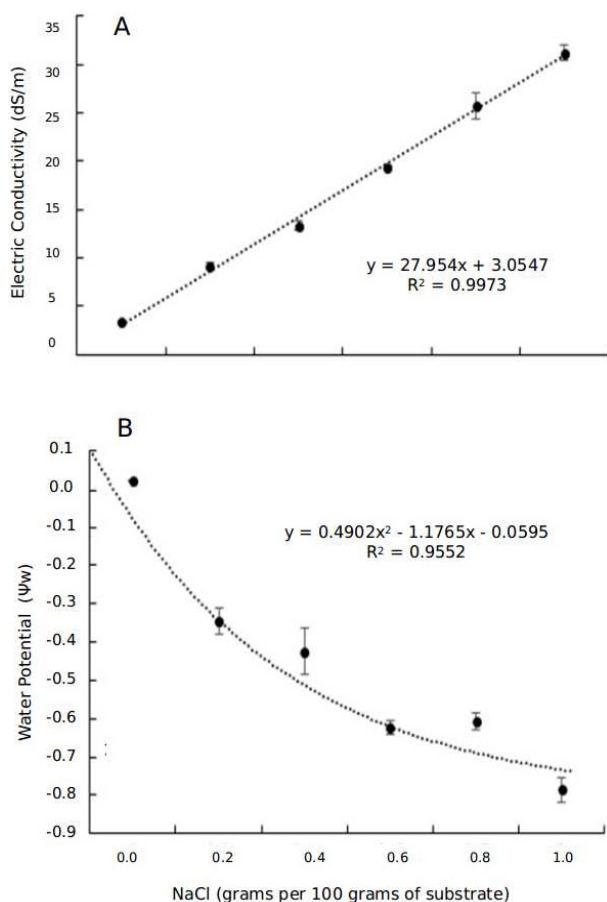 A
Electric Conductivity (dS/m)
35
30
25
20
15
10
5
0
y = 27.954x + 3.0547
R² = 0.9973
B
Water Potential (Ψw)
0.1
0.0
-0.1
-0.2
-0.3
-0.4
-0.5
-0.6
-0.7
-0.8
-0.9
y = 0.4902x² - 1.1765x - 0.0595
R² = 0.9552
0.0 0.2 0.4 0.6 0.8 1.0
NaCl (grams per 100 grams of substrate)